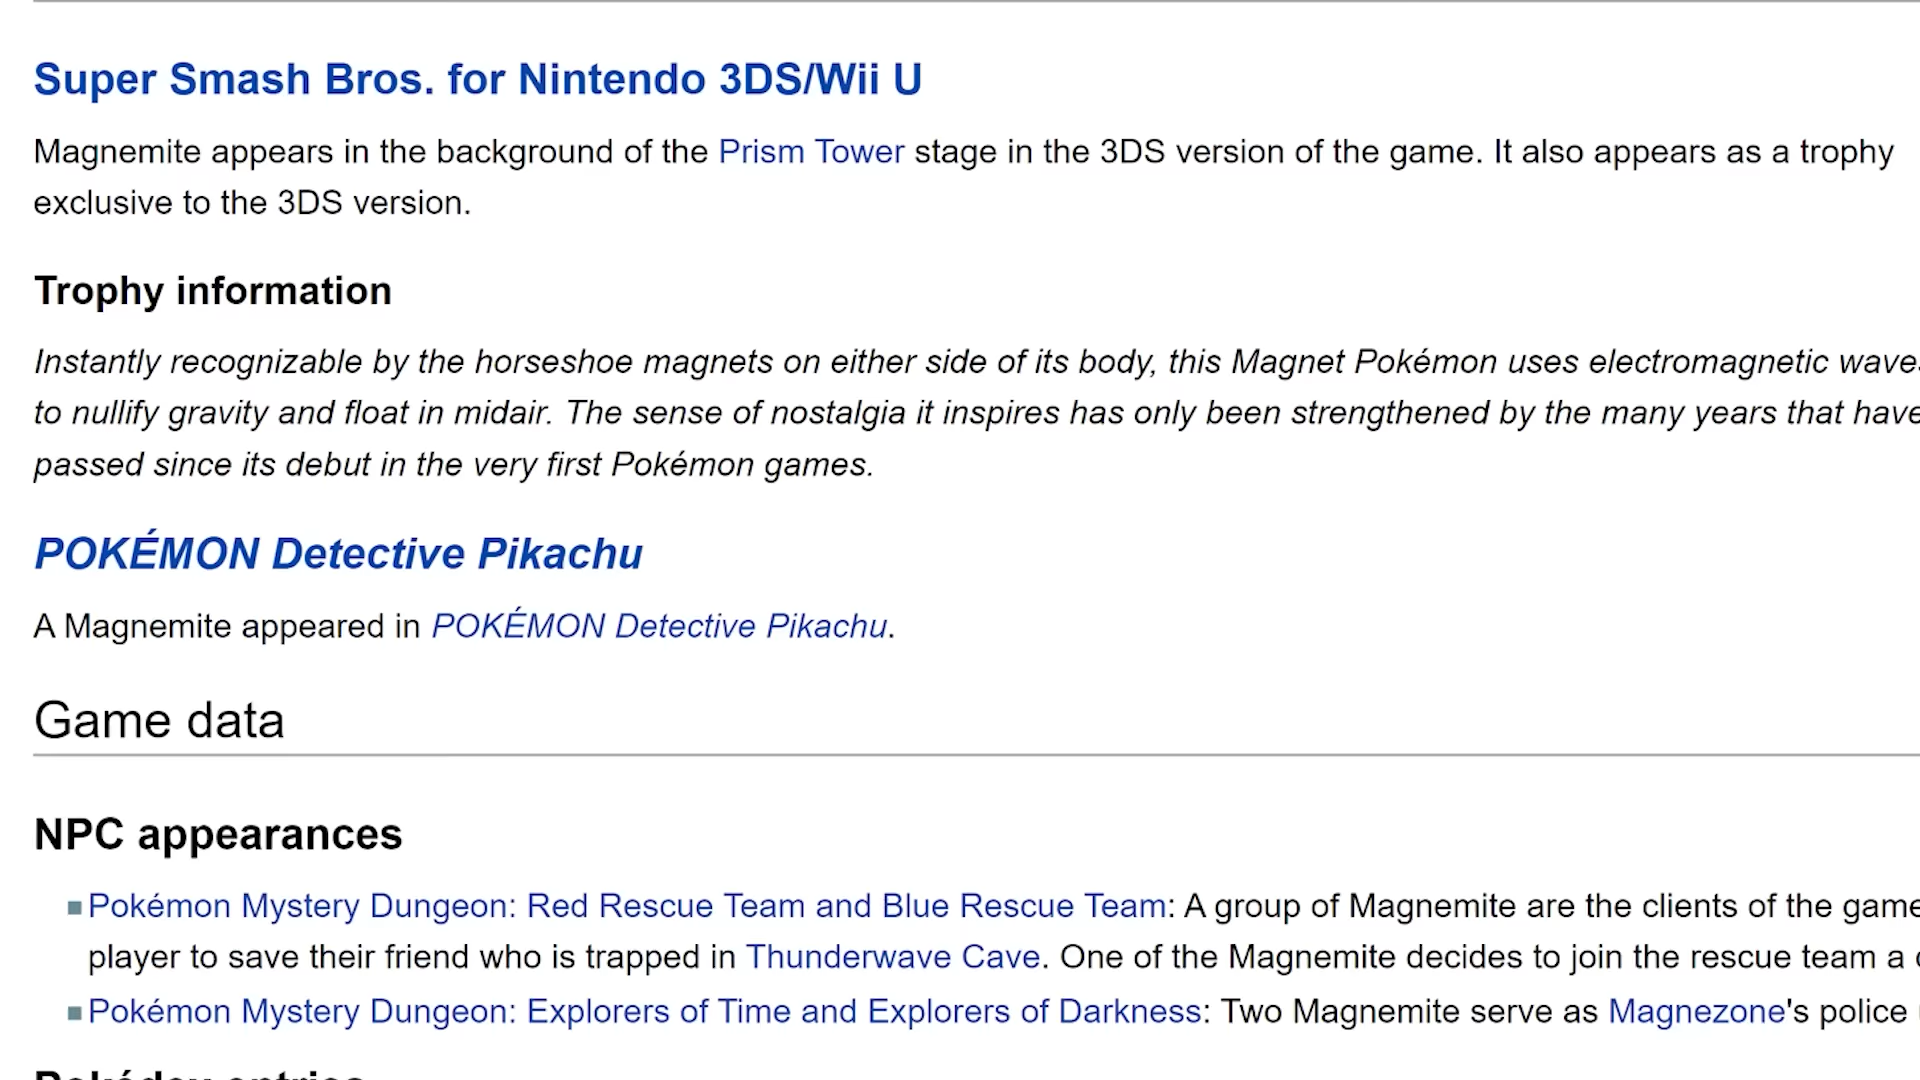 Super Smash Bros. for Nintendo 3DS/Wii U
Magnemite appears in the background of the Prism Tower stage in the 3DS version of the game. It also appears as a trophy
exclusive to the 3DS version.
Trophy information
Instantly recognizable by the horseshoe magnets on either side of its body, this Magnet Pokémon uses electromagnetic
to nullify gravity and float in midair. The sense of nostalgia it inspires has only been strengthened by the many years that have
passed since its debut in the very first Pokémon games.
POKÉMON Detective Pikachu
A Magnemite appeared in POKÉMON Detective Pikachu.
Game data
NPC appearances
Pokémon Mystery Dungeon: Red Rescue Team and Blue Rescue Team: A group of Magnemite are the clients of the game
player to save their friend who is trapped in Thunderwave Cave. One of the Magnemite decides to join the rescue team a
Pokémon Mystery Dungeon: Explorers of Time and Explorers of Darkness: Two Magnemite serve as Magnezone's police
Pokédex entries